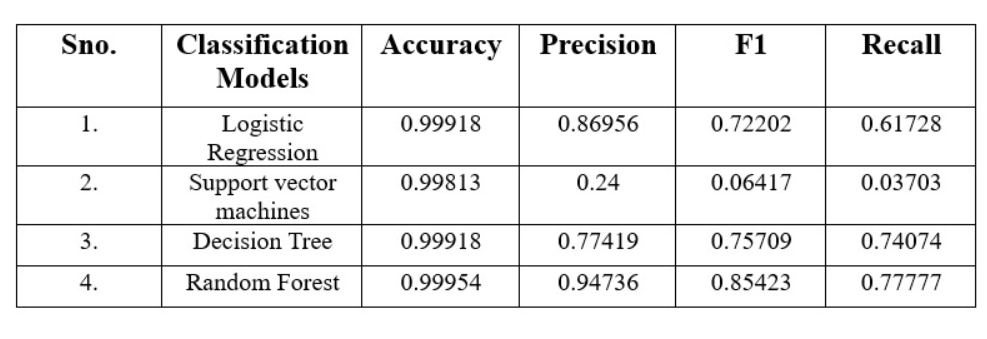 Sno. Classification Models Accuracy Precision F1 Recall
1. Logistic Regression 0.99918 0.86956 0.72202 0.61728
2. Support vector machines 0.99813 0.24 0.06417 0.03703
3. Decision Tree 0.99918 0.77419 0.75709 0.74074
4. Random Forest 0.99954 0.94736 0.85423 0.77777